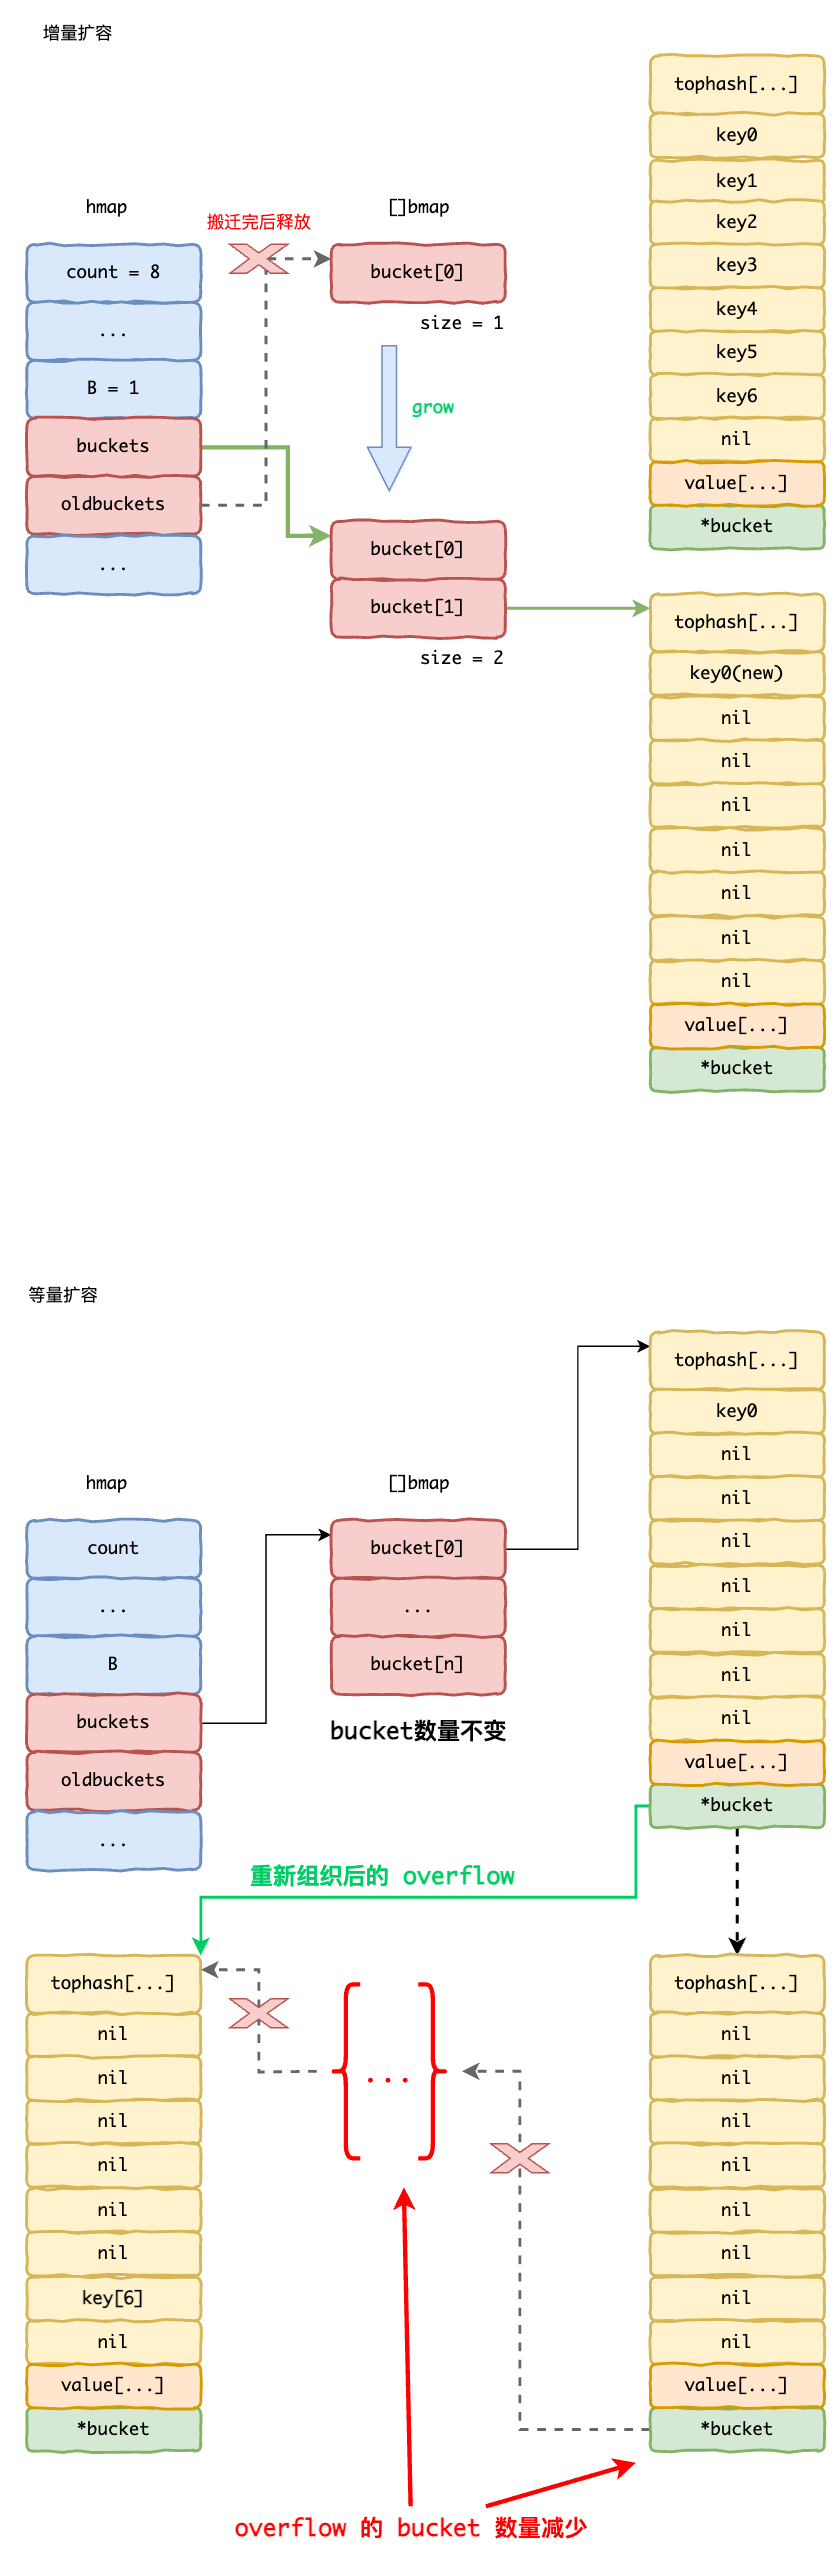 增量扩容
hmap
搬迁完后释放
[]bmap
count = 8
...
B = 1
buckets
oldbuckets
...
bucket[0]
size = 1
grow
bucket[0]
bucket[1]
size = 2
tophash[...]
key0
key1
key2
key3
key4
key5
key6
nil
value[...]
*bucket
tophash[...]
key0(new)
nil
nil
nil
nil
nil
nil
nil
value[...]
*bucket
等量扩容
hmap
[]bmap
count
...
B
buckets
oldbuckets
...
bucket[0]
...
bucket[n]
bucket数量不变
tophash[...]
key0
nil
nil
nil
nil
nil
nil
nil
value[...]
*bucket
重新组织后的 overflow
tophash[...]
nil
nil
nil
nil
nil
nil
key[6]
nil
value[...]
*bucket
{...}
tophash[...]
nil
nil
nil
nil
nil
nil
nil
nil
value[...]
*bucket
overflow 的 bucket 数量减少